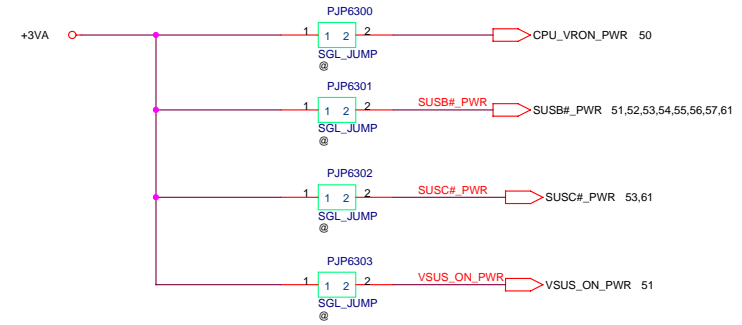 PJP6300
+3VA
1 1 2 2
CPU_VRON_PWR 50
SGL_JUMP
@
PJP6301
1 1 2 2
SUSB#_PWR
SUSB#_PWR 51,52,53,54,55,56,57,61
SGL_JUMP
@
PJP6302
1 1 2 2
SUSC#_PWR
SUSC#_PWR 53,61
SGL_JUMP
@
PJP6303
1 1 2 2
VSUS_ON_PWR
VSUS_ON_PWR 51
SGL_JUMP
@